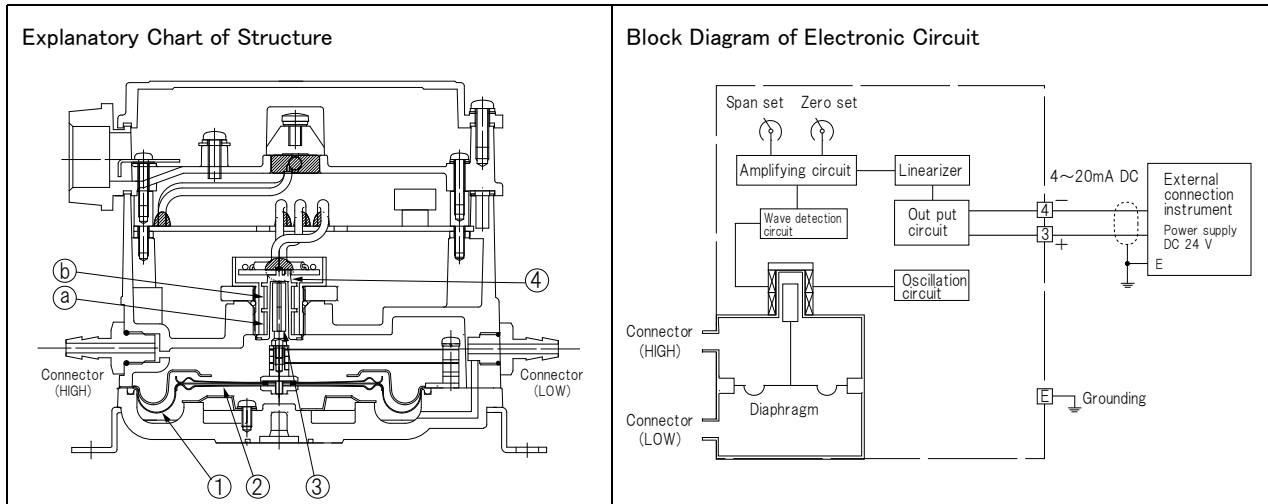 Explanatory Chart of Structure
ⓑ
ⓐ
④
Connector
(HIGH)
Connector
(LOW)
①
②
③
Block Diagram of Electronic Circuit
Span set
Zero set
Amplifying circuit
Linearizer
4～20mA DC
External
connection
instrument
Power supply
DC 24 V
E
Wave detection
circuit
Out put
circuit
4
−
3
+
Oscillation
circuit
Connector
(HIGH)
Diaphragm
Connector
(LOW)
E
Grounding